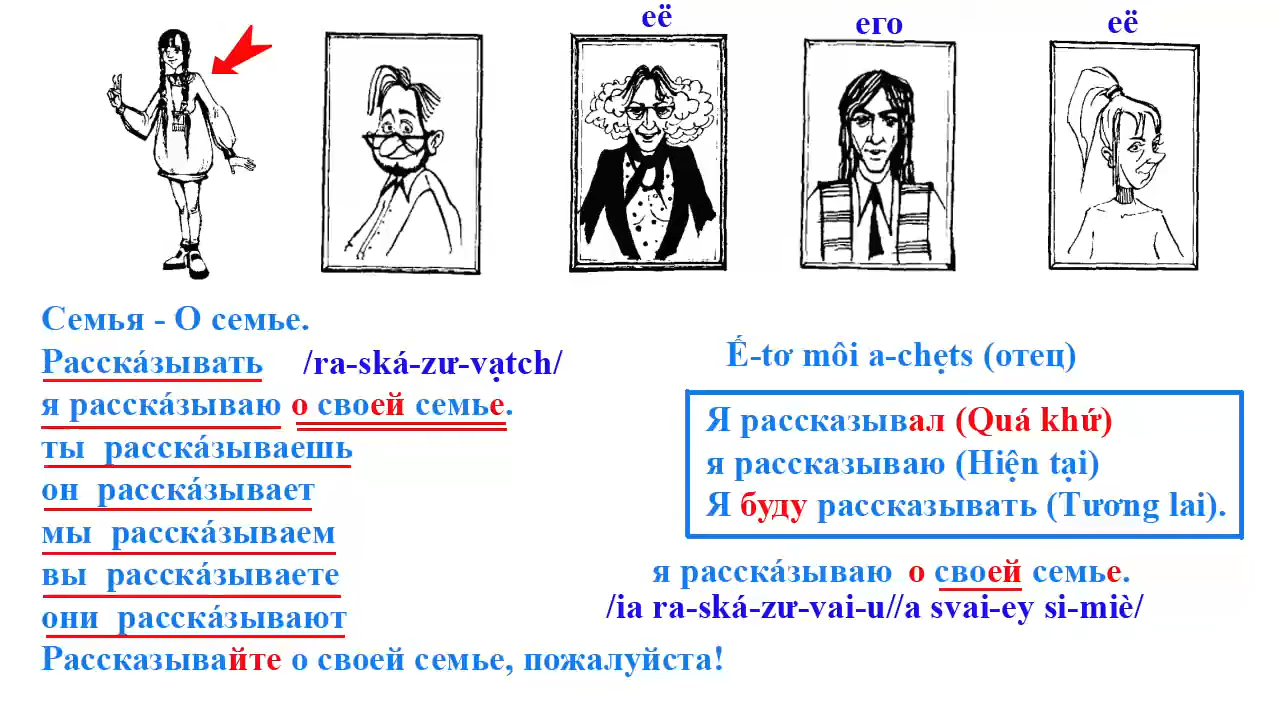 её
его
её
Семья - О семье.
Расска́зывать /ra-ská-zư-vạtch/
я расска́зываю о своей семье.
ты расска́зываешь
он расска́зывает
мы расска́зываем
вы расска́зываете
они расска́зывают
Рассказывайте о своей семье, пожалуйста!
Ế-tơ môi a-chẹts (отец)
Я рассказывал (Quá khứ)
я рассказываю (Hiện tại)
Я буду рассказывать (Tương lai).
я расска́зываю о своей семье.
/ia ra-ská-zư-vai-u//a svai-ey si-miè/